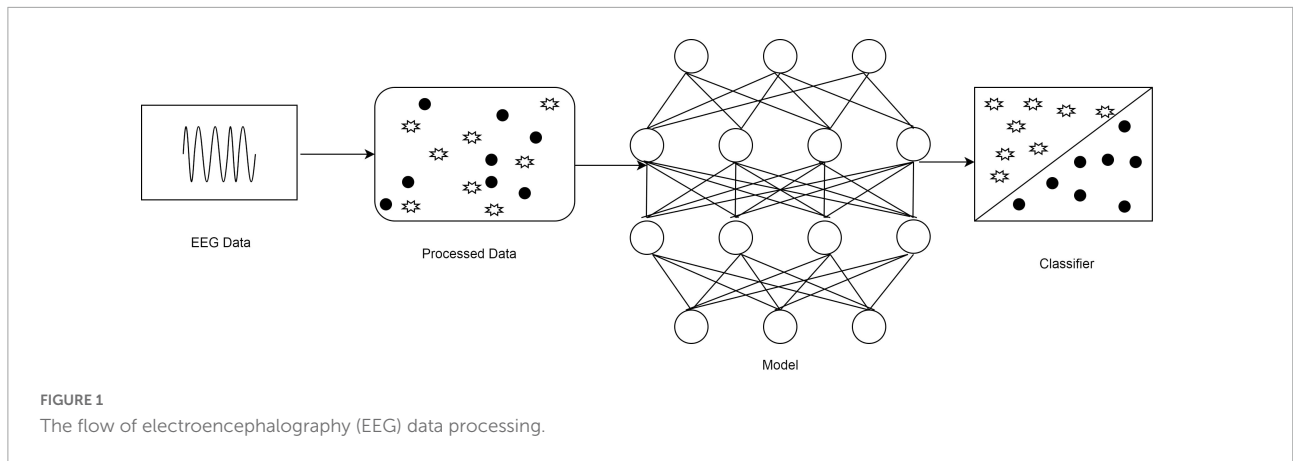 EEG Data
Processed Data
Model
Classifier
FIGURE 1
The flow of electroencephalography (EEG) data processing.